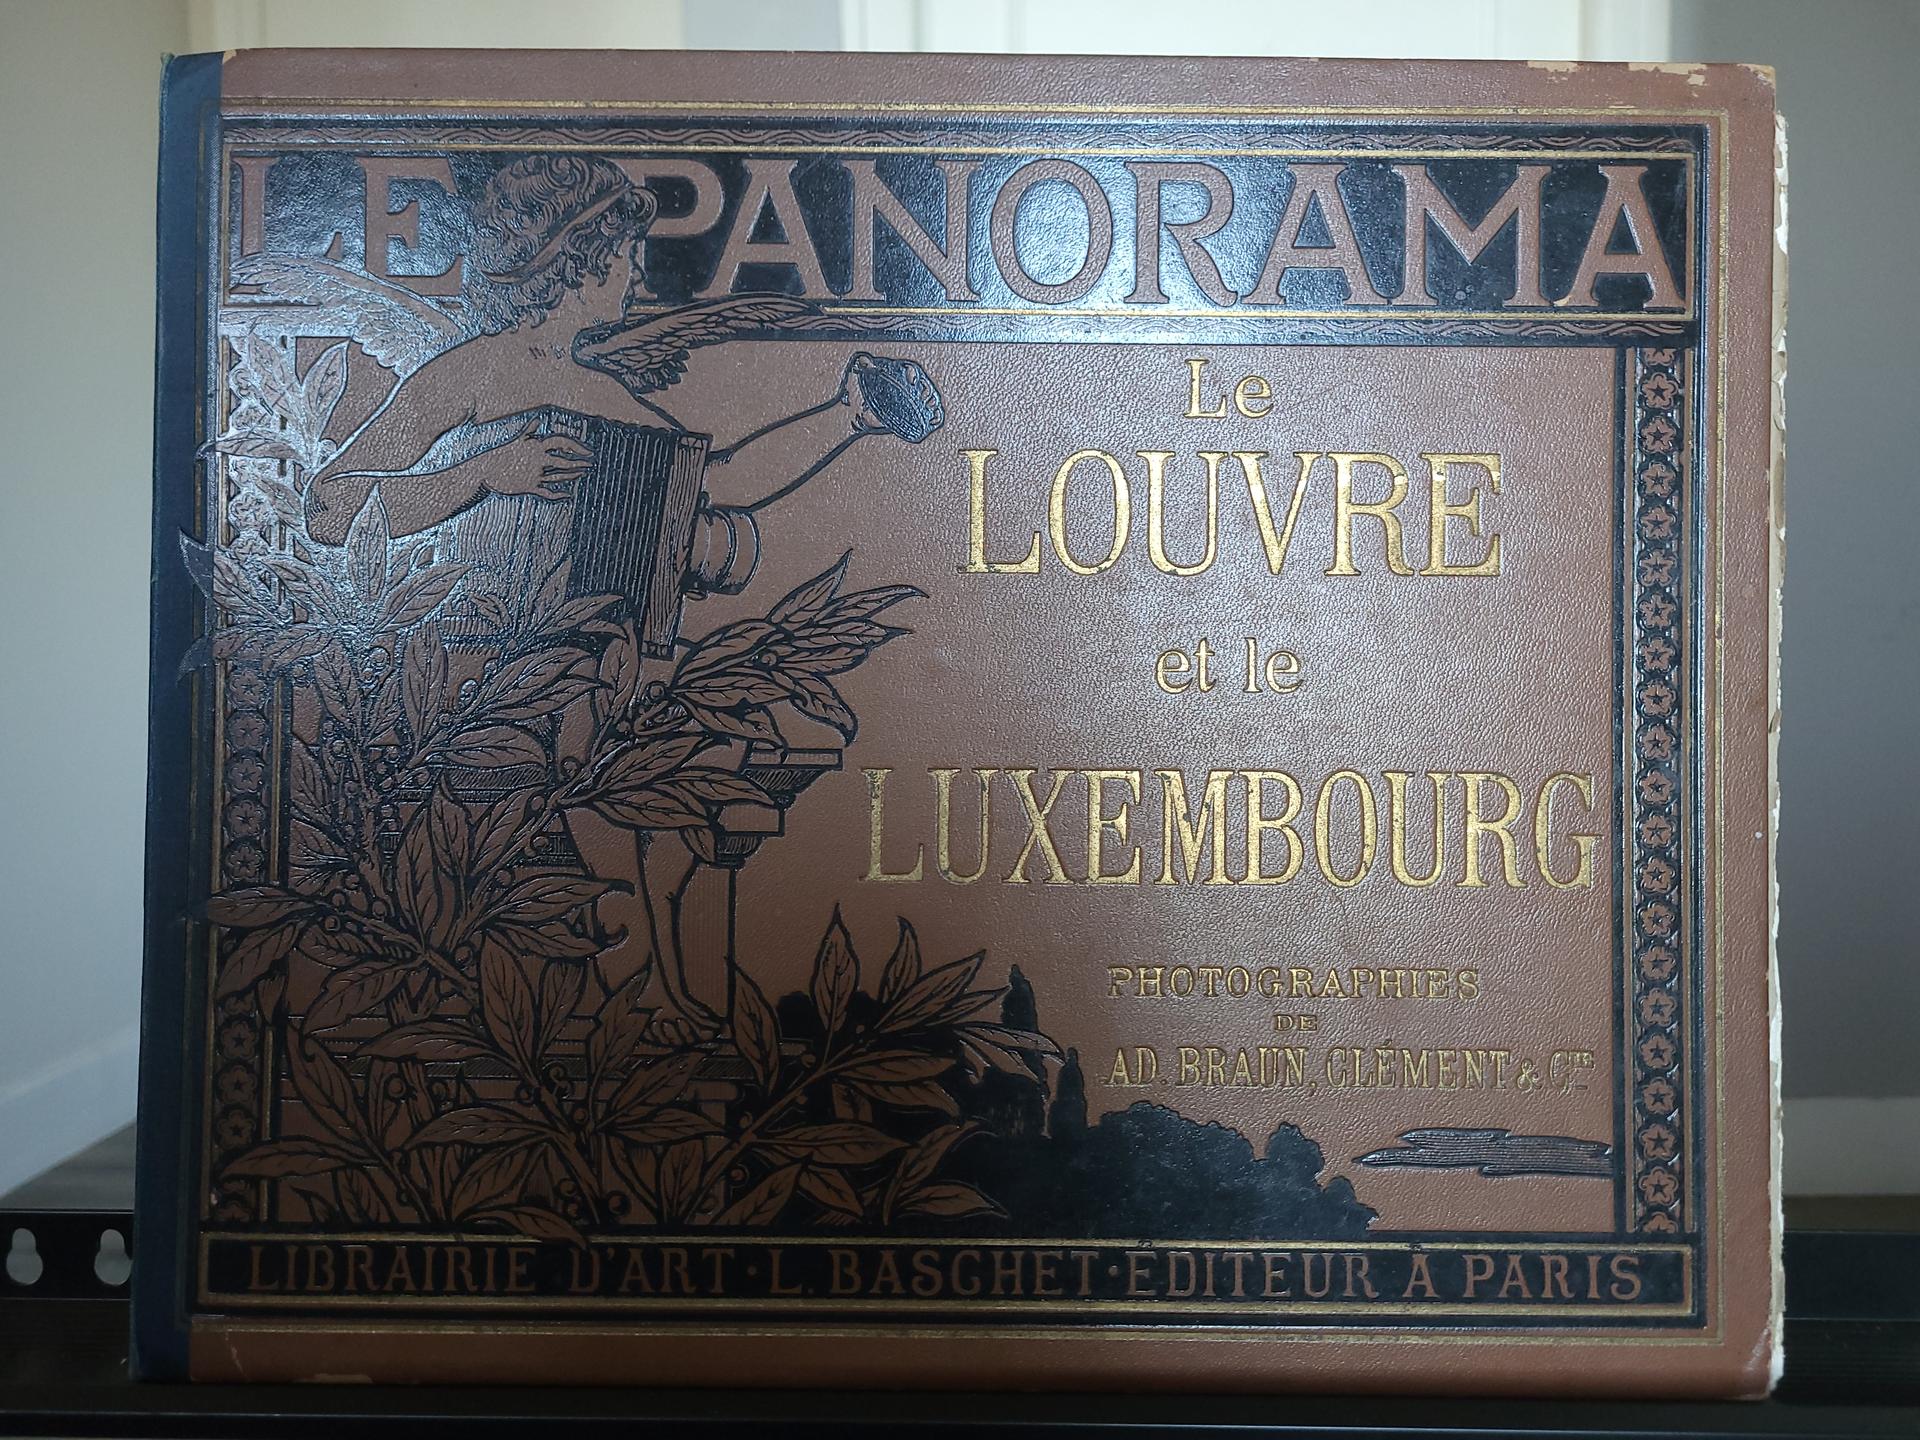 LE PANORAMA
Le
LOUVRE
et le
LUXEMBOURG
PHOTOGRAPHIES
DE
AD. BRAUN, CLÉMENT & Cie
LIBRAIRIE D'ART · L. BASCHET · ÉDITEUR À PARIS